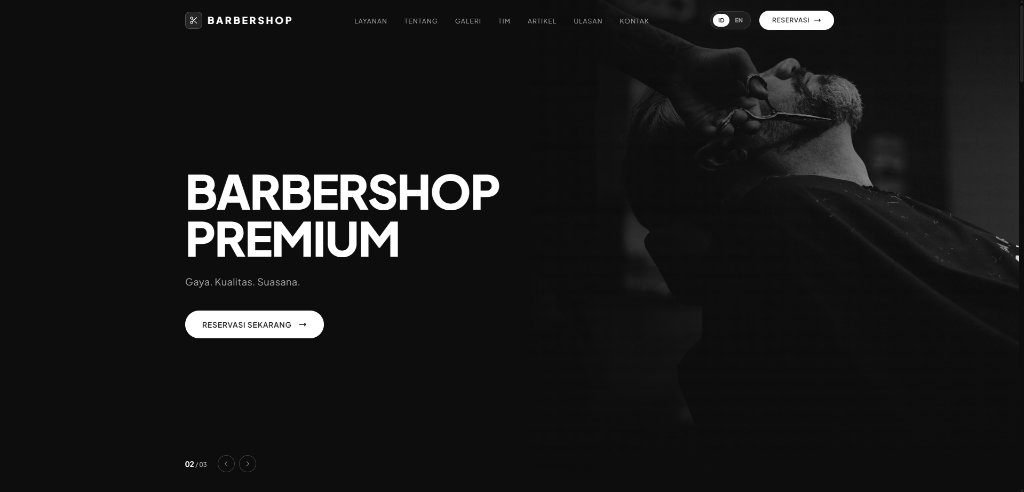 BARBERSHOP
LAYANAN TENTANG GALERI TIM ARTIKEL ULASAN KONTAK
ID EN
RESERVASI →
BARBERSHOP
PREMIUM
Gaya. Kualitas. Suasana.
RESERVASI SEKARANG →
02 / 03